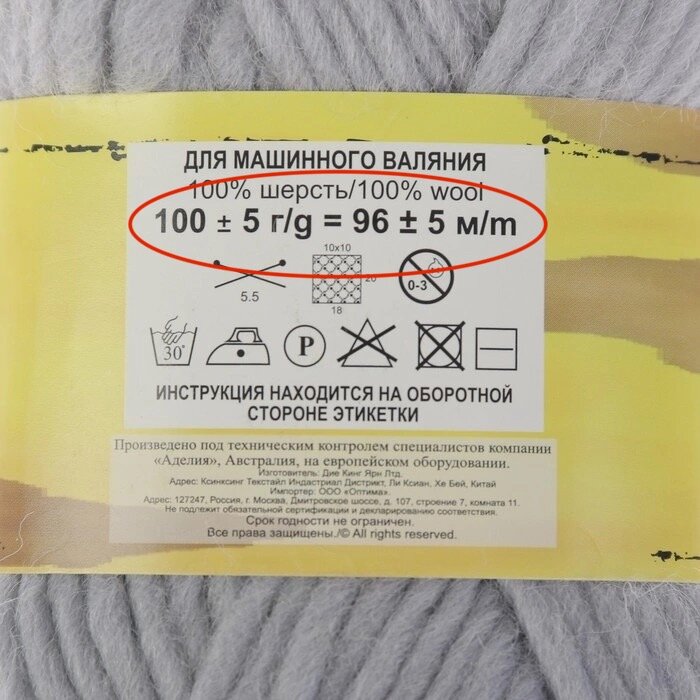 ДЛЯ МАШИННОГО ВАЛЯНИЯ
100% шерсть/100% wool
100 ± 5 г/g = 96 ± 5 м/m
10x10
5.5
20
18
0-3
30°
P
ИНСТРУКЦИЯ НАХОДИТСЯ НА ОБОРОТНОЙ
СТОРОНЕ ЭТИКЕТКИ
Произведено под техническим контролем специалистов компании
«Аделия», Австралия, на европейском оборудовании.
Изготовитель: Дие Кинг Ярн Лтд.
Адрес: Ксинксинг Текстайл Индастриал Дистрикт, Ли Ксиан, Хе Бей, Китай
Импортер: ООО «Оптима».
Адрес: 127247, Россия, г. Москва, Дмитровское шоссе, д. 107, строение 7, комната 11.
Не подлежит обязательной сертификации и декларированию соответствия.
Срок годности не ограничен.
Все права защищены./© All rights reserved.